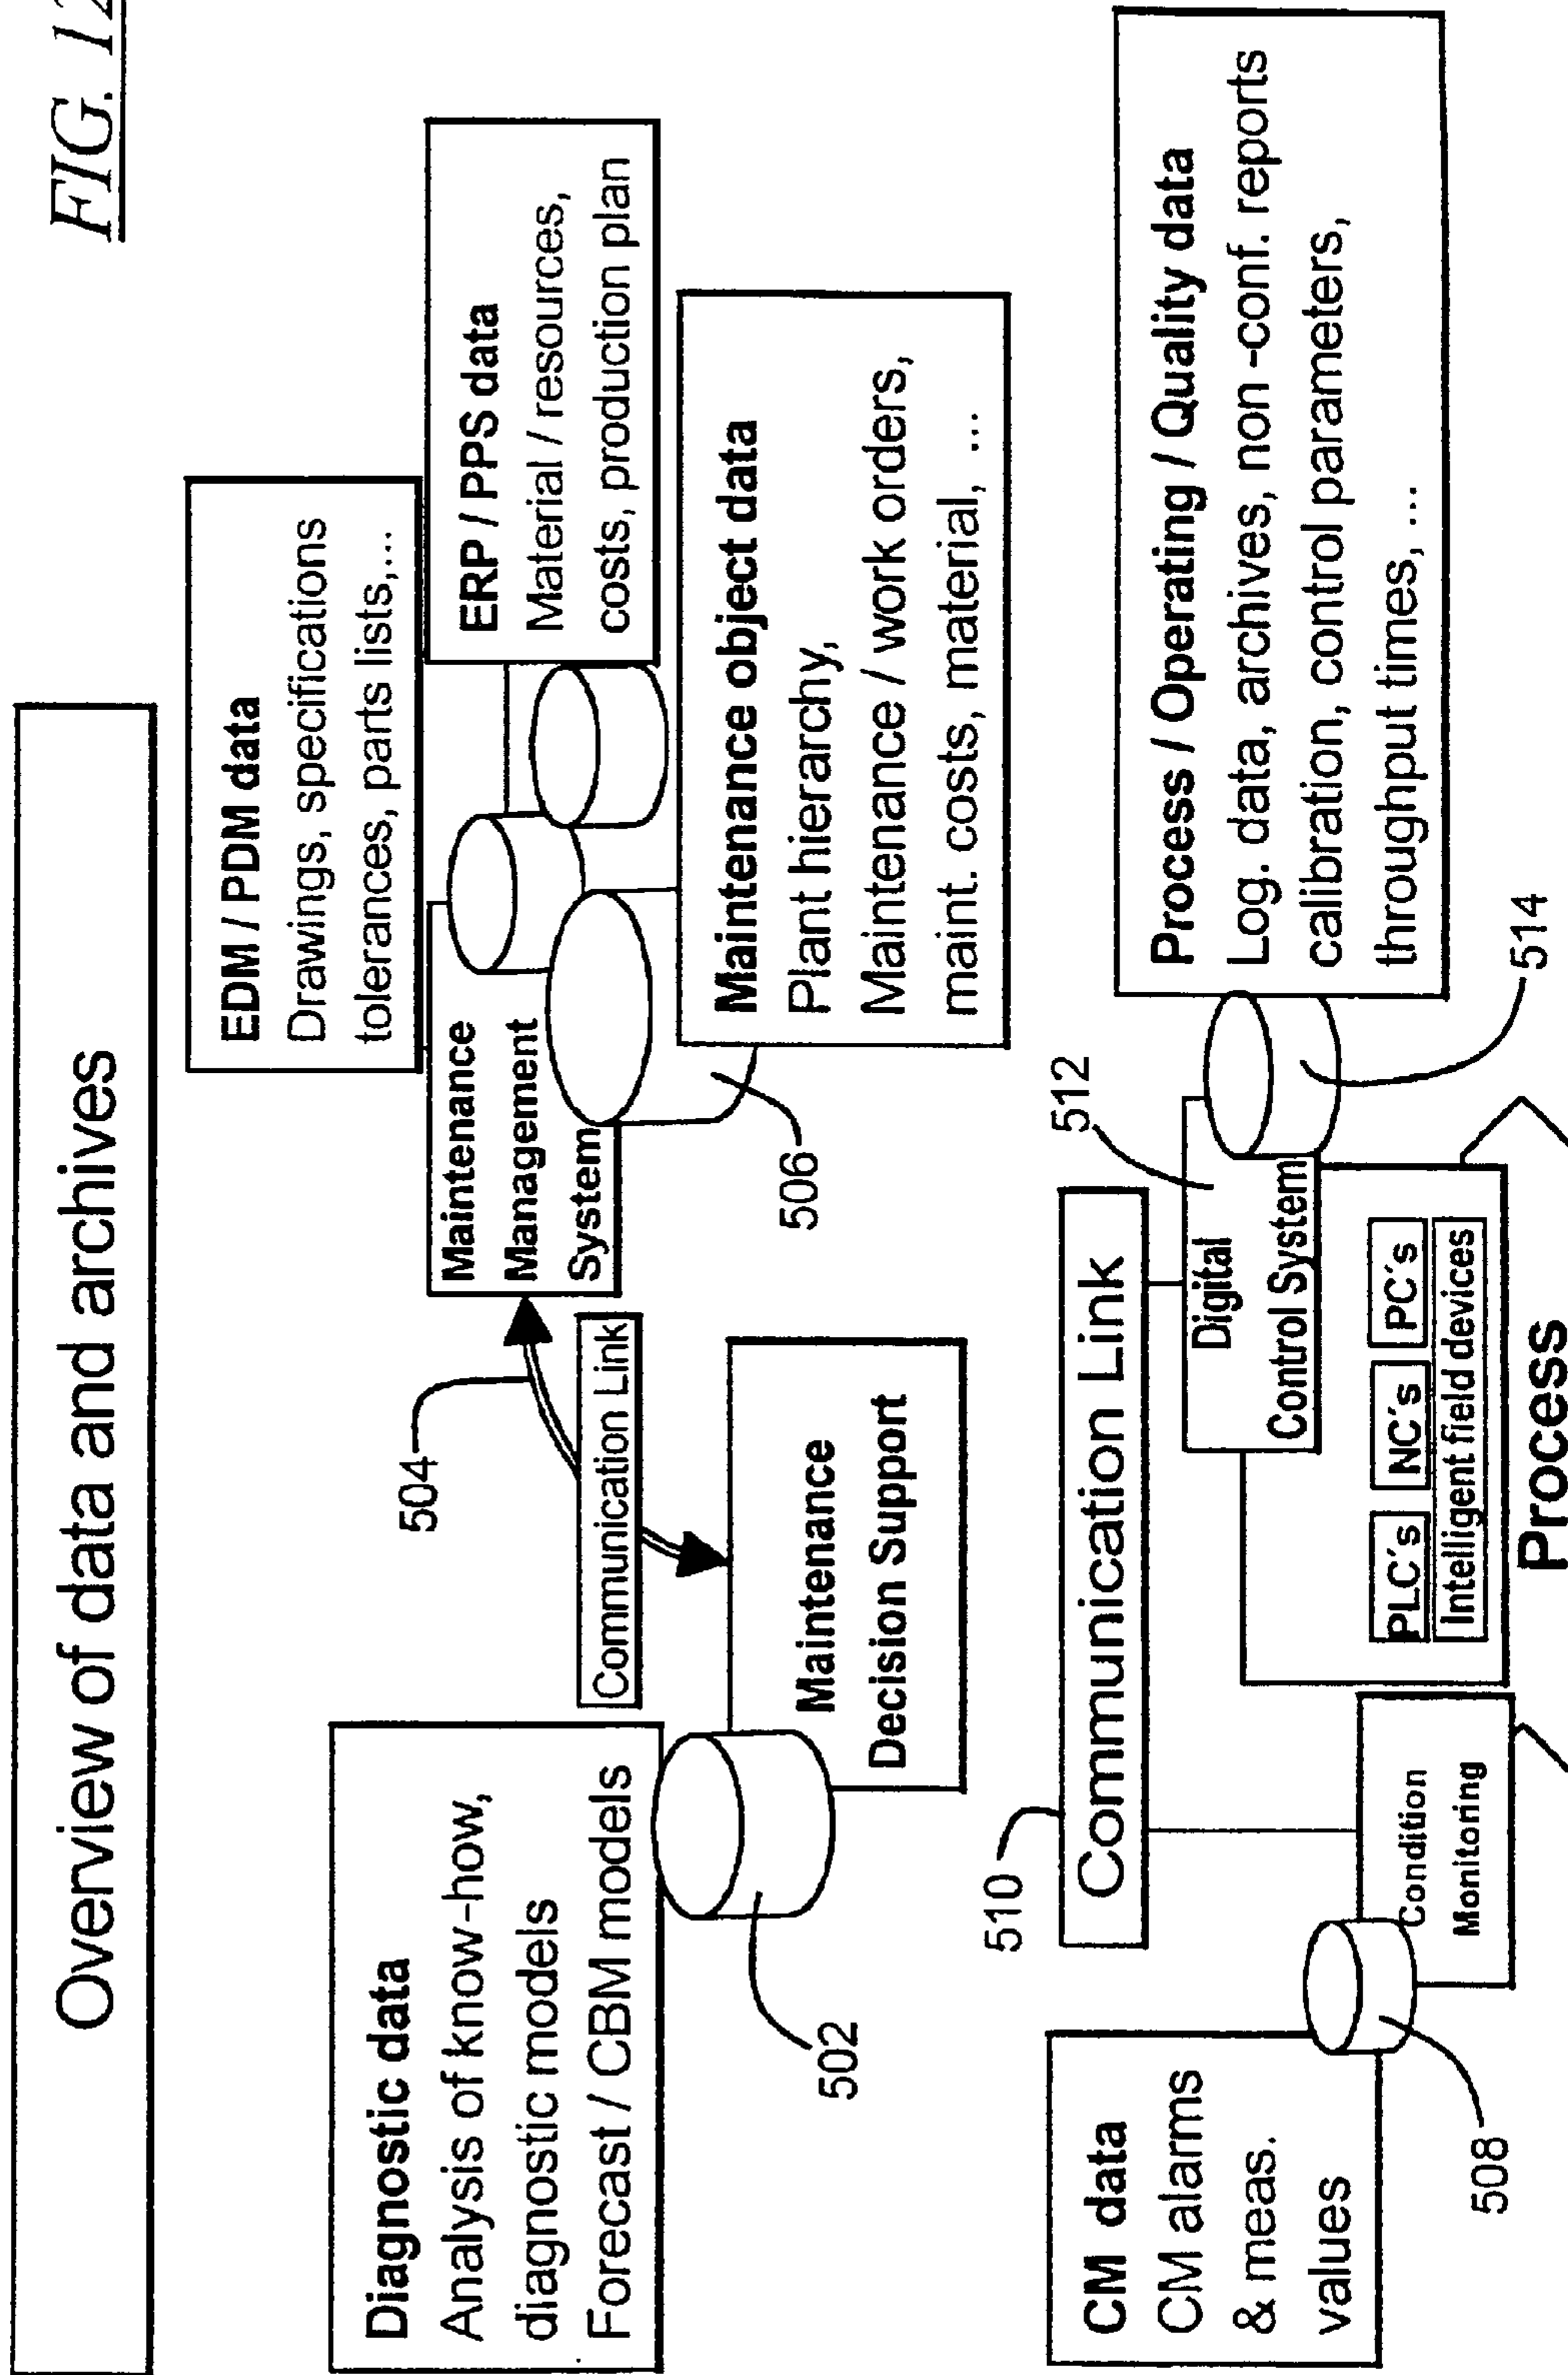 FIG. 12
Overview of data and archives
EDM / PDM data
Drawings, specifications
tolerances, parts lists,...
ERP / PPS data
Material / resources,
costs, production plan
Maintenance
Management
System
Maintenance object data
Plant hierarchy,
Maintenance / work orders,
maint. costs, material, ...
506
504
Communication Link
Diagnostic data
Analysis of know-how,
diagnostic models
Forecast / CBM models
Maintenance
Decision Support
502
510
Communication Link
512
Digital
Control System
514
Process / Operating / Quality data
Log. data, archives, non -conf. reports
calibration, control parameters,
throughput times, ...
PLC´s
NC´s
PC´s
Intelligent field devices
Process
CM data
CM alarms
& meas.
values
508
Condition
Monitoring